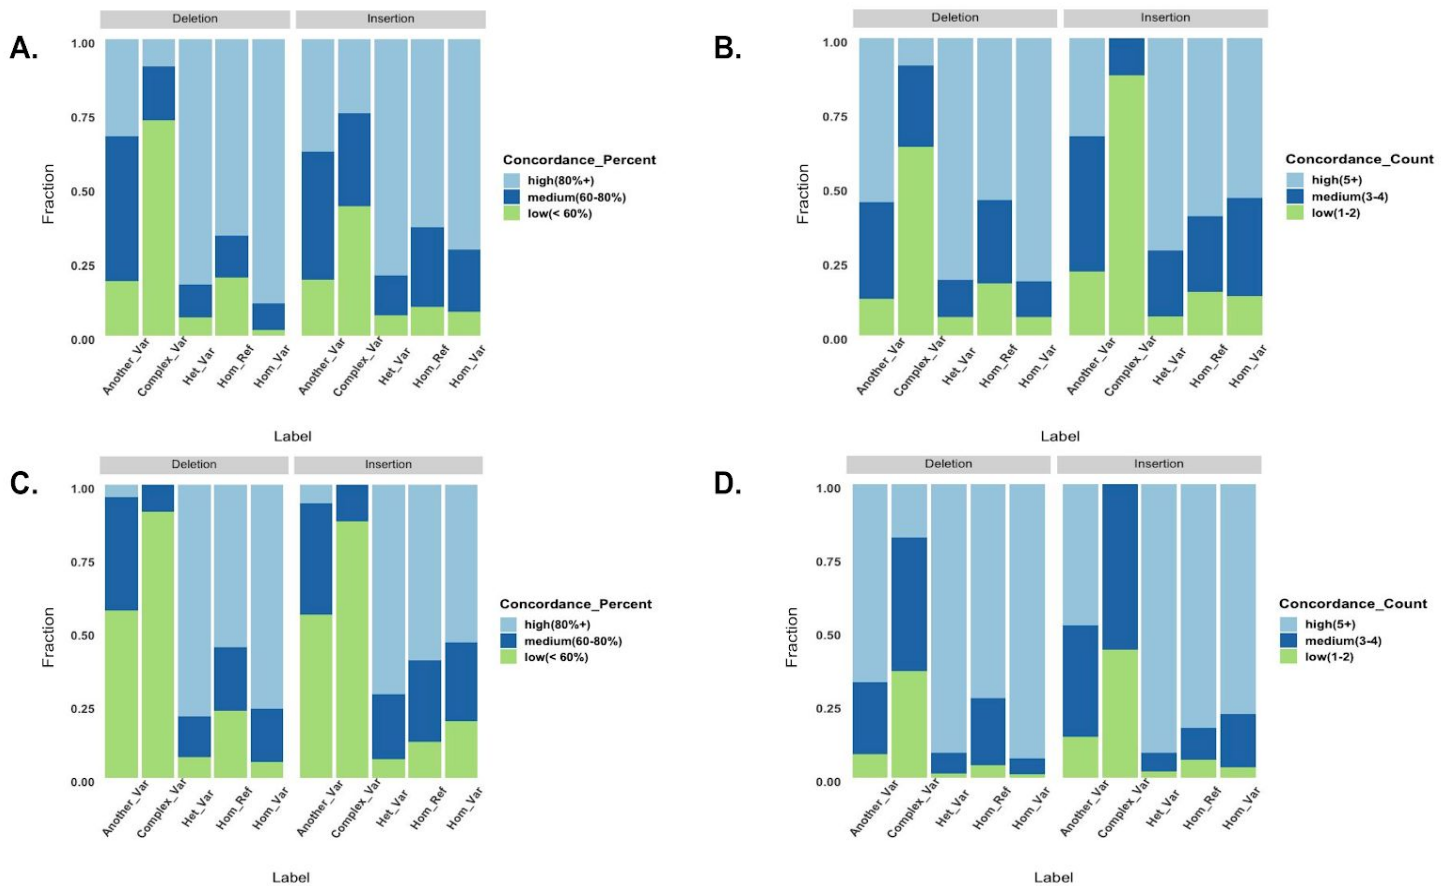 A.
Deletion
Insertion
1.00
0.75
0.50
0.25
0.00
Fraction
Another_Var
Complex_Var
Het_Var
Hom_Ref
Hom_Var
Another_Var
Complex_Var
Het_Var
Hom_Ref
Hom_Var
Label
Concordance_Percent
high(80%+)
medium(60-80%)
low(< 60%)
B.
Deletion
Insertion
1.00
0.75
0.50
0.25
0.00
Fraction
Another_Var
Complex_Var
Het_Var
Hom_Ref
Hom_Var
Another_Var
Complex_Var
Het_Var
Hom_Ref
Hom_Var
Label
Concordance_Count
high(5+)
medium(3-4)
low(1-2)
C.
Deletion
Insertion
1.00
0.75
0.50
0.25
0.00
Fraction
Another_Var
Complex_Var
Het_Var
Hom_Ref
Hom_Var
Another_Var
Complex_Var
Het_Var
Hom_Ref
Hom_Var
Label
Concordance_Percent
high(80%+)
medium(60-80%)
low(< 60%)
D.
Deletion
Insertion
1.00
0.75
0.50
0.25
0.00
Fraction
Another_Var
Complex_Var
Het_Var
Hom_Ref
Hom_Var
Another_Var
Complex_Var
Het_Var
Hom_Ref
Hom_Var
Label
Concordance_Count
high(5+)
medium(3-4)
low(1-2)